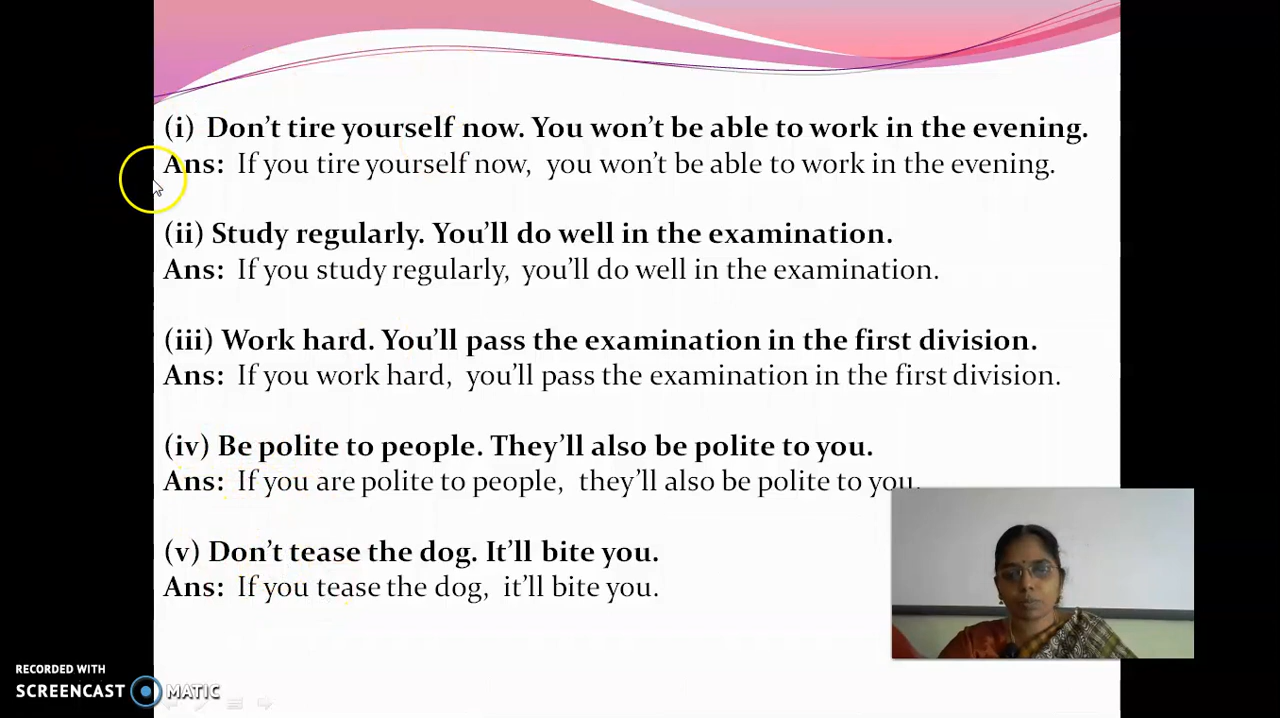 (i) Don't tire yourself now. You won't be able to work in the evening.
Ans: If you tire yourself now, you won't be able to work in the evening.
(ii) Study regularly. You'll do well in the examination.
Ans: If you study regularly, you'll do well in the examination.
(iii) Work hard. You'll pass the examination in the first division.
Ans: If you work hard, you'll pass the examination in the first division.
(iv) Be polite to people. They'll also be polite to you.
Ans: If you are polite to people, they'll also be polite to you.
(v) Don't tease the dog. It'll bite you.
Ans: If you tease the dog, it'll bite you.
RECORDED WITH
SCREENCAST MATIC